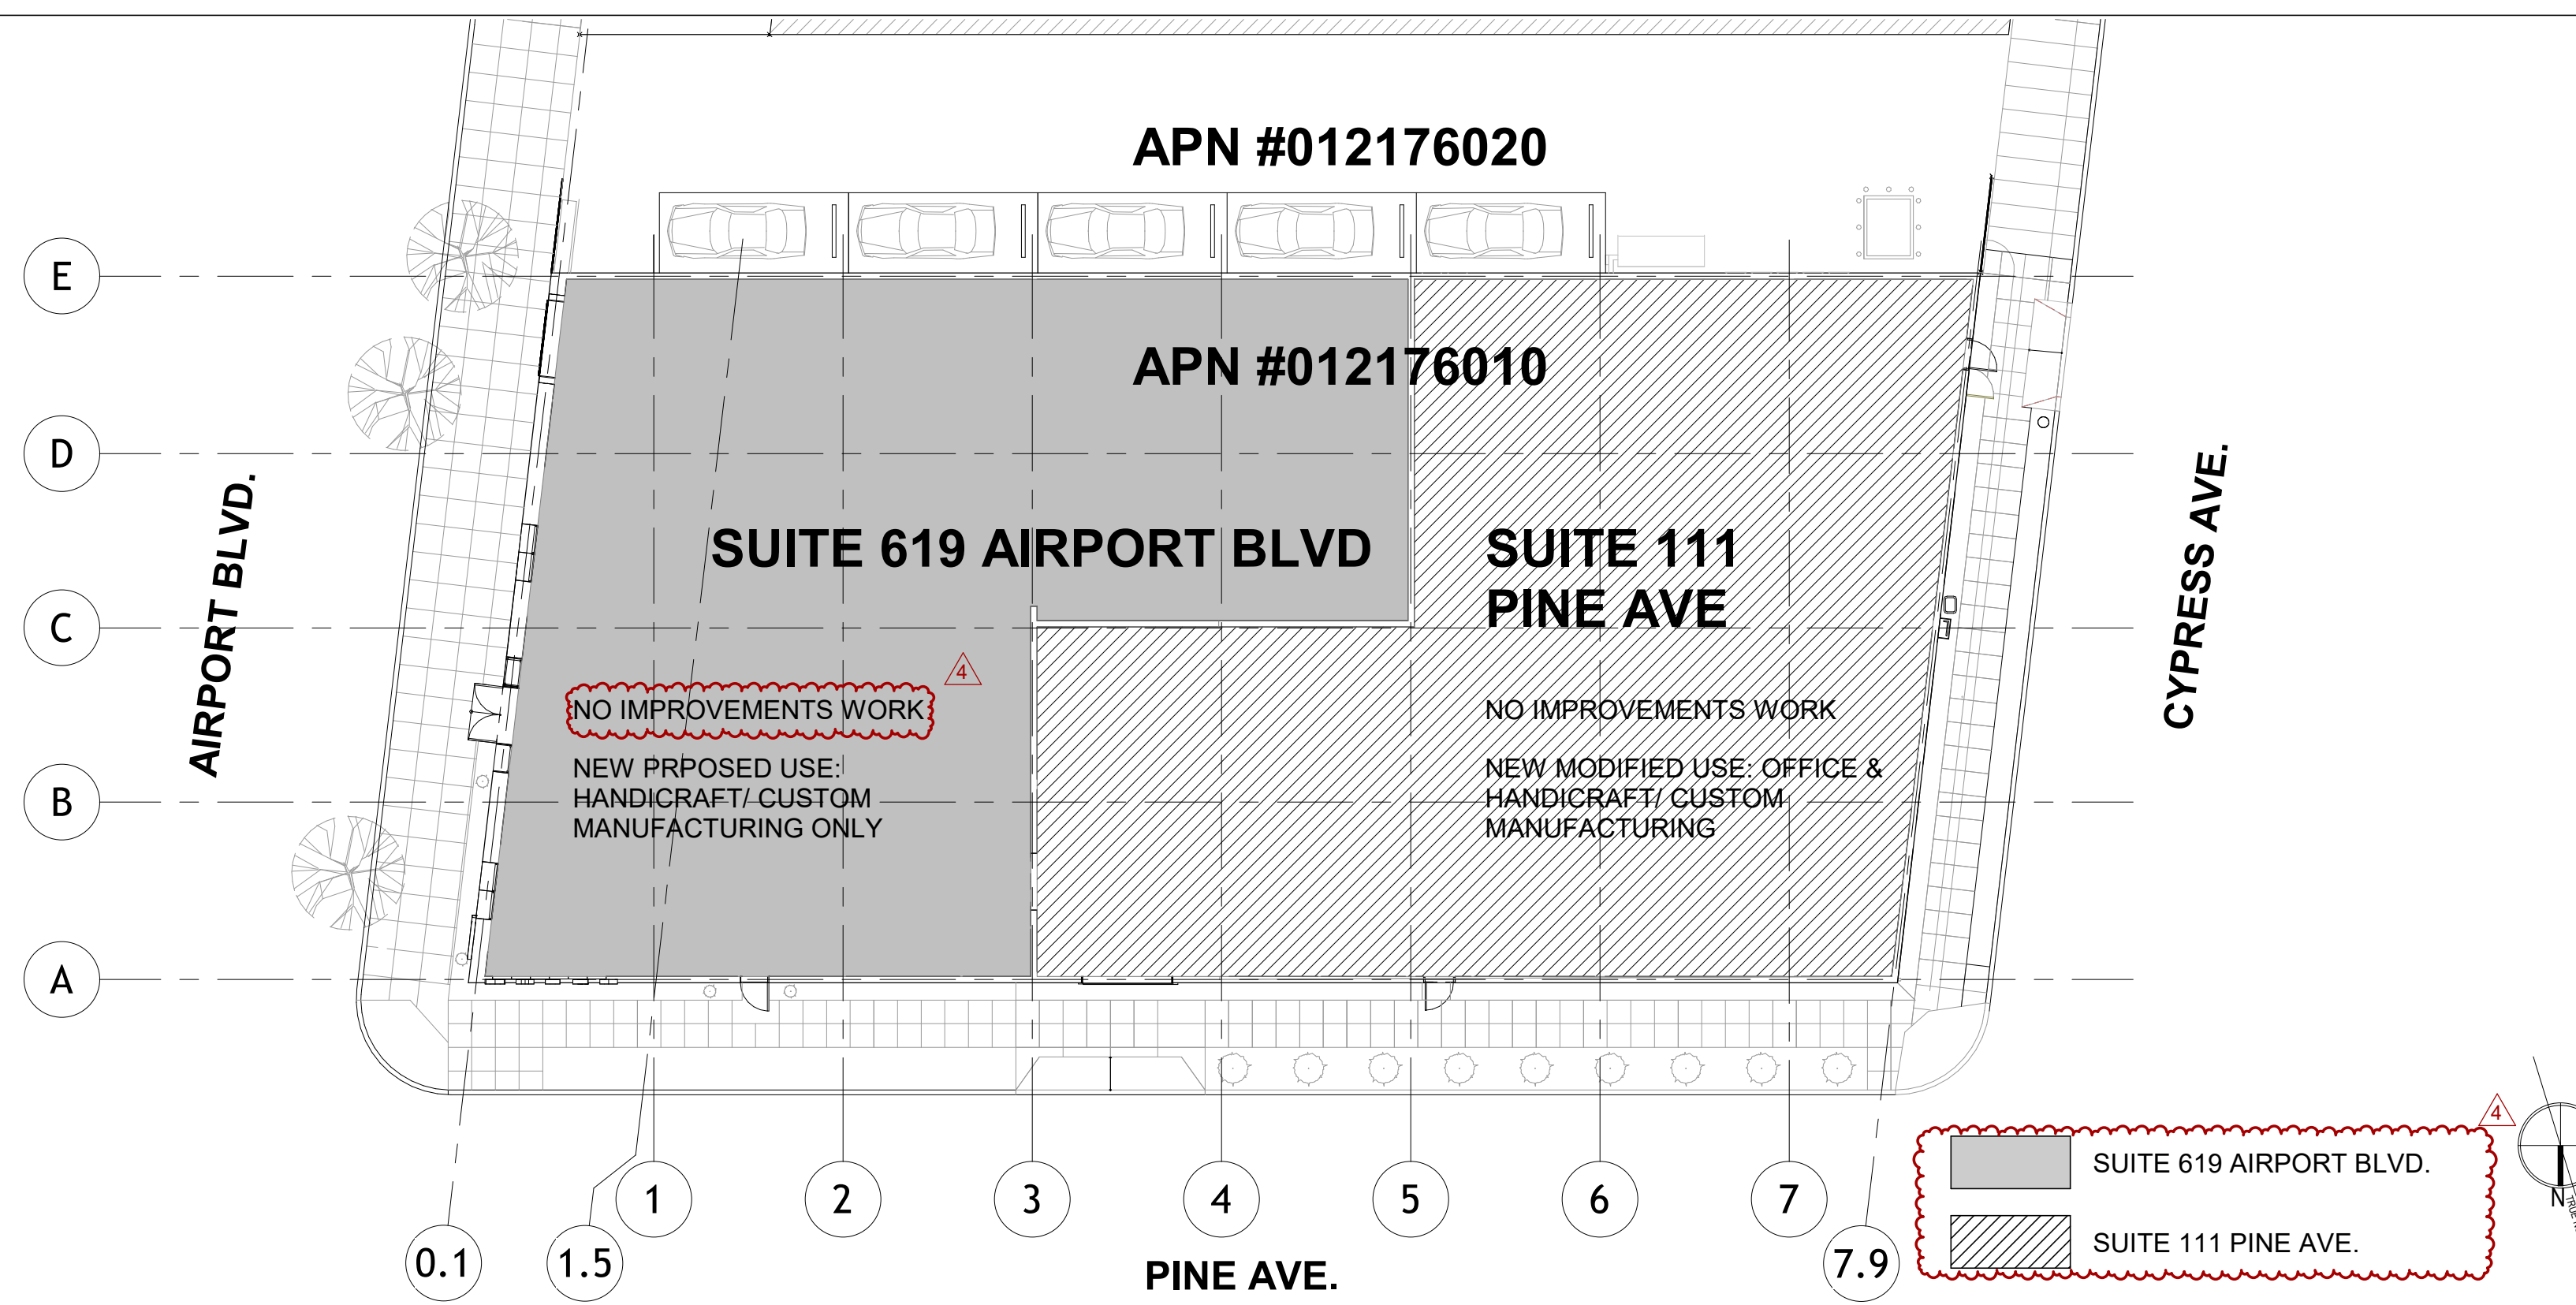 APN #012176020
E
APN #012176010
D
AIRPORT BLVD.
SUITE 619 AIRPORT BLVD
SUITE 111
PINE AVE
CYPRESS AVE.
C
4
NO IMPROVEMENTS WORK
NEW PRPOSED USE:
HANDICRAFT/ CUSTOM
MANUFACTURING ONLY
NO IMPROVEMENTS WORK
NEW MODIFIED USE: OFFICE &
HANDICRAFT/ CUSTOM
MANUFACTURING
B
A
1
2
3
4
5
6
7
0.1
1.5
7.9
PINE AVE.
4
SUITE 619 AIRPORT BLVD.
SUITE 111 PINE AVE.
N
TRUE